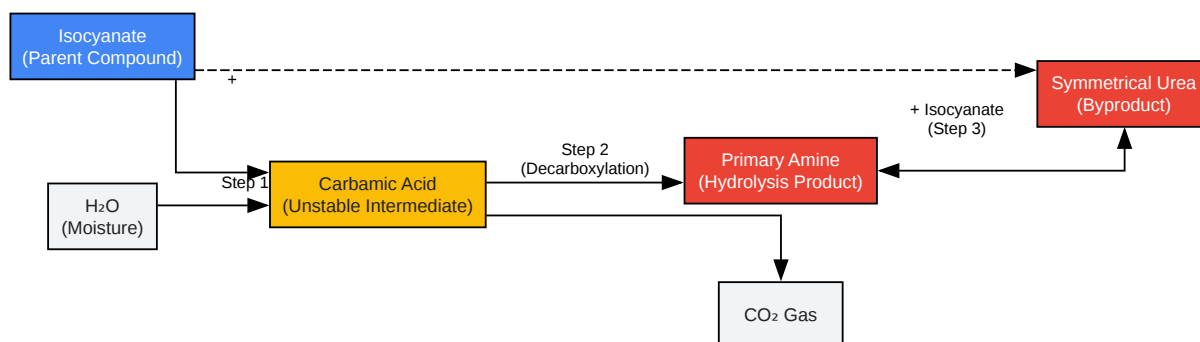 Isocyanate
(Parent Compound)
+
Symmetrical Urea
(Byproduct)
+ Isocyanate
(Step 3)
Step 2
(Decarboxylation)
Primary Amine
(Hydrolysis Product)
Step 1
Carbamic Acid
(Unstable Intermediate)
H₂O
(Moisture)
CO₂ Gas